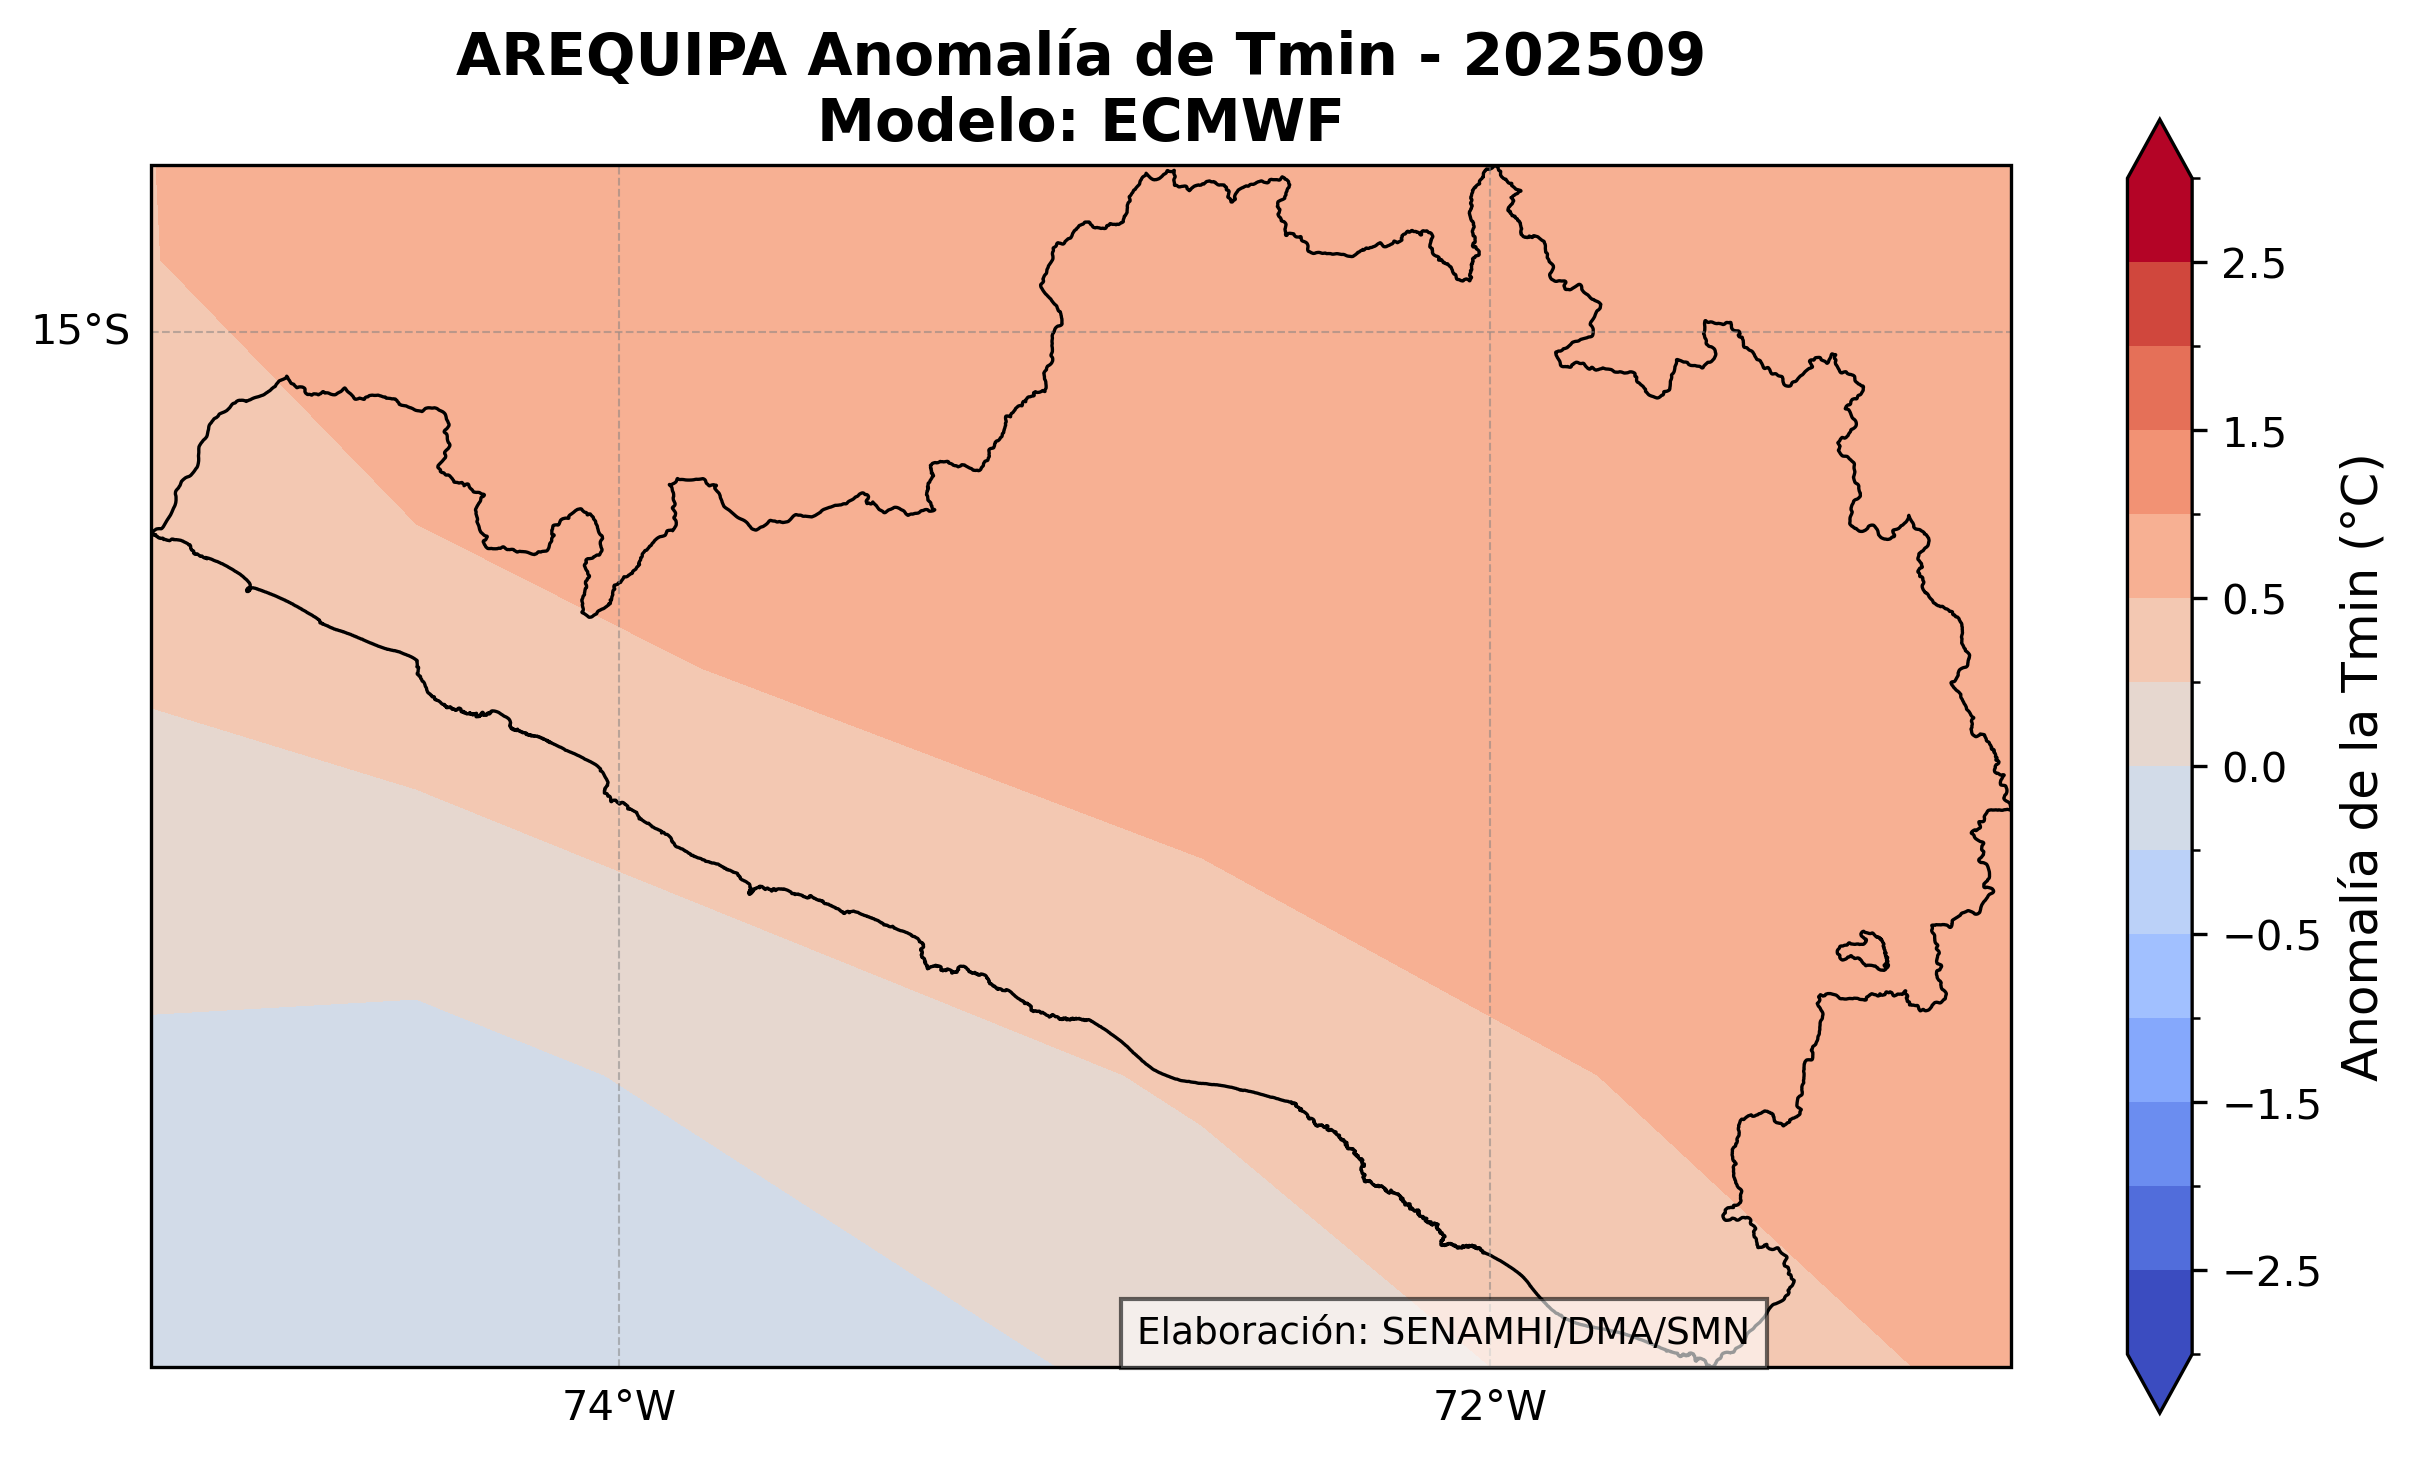 AREQUIPA Anomalía de Tmin - 202509
Modelo: ECMWF
15°S
74°W
72°W
Elaboración: SENAMHI/DMA/SMN
2.5
1.5
0.5
0.0
−0.5
−1.5
−2.5
Anomalía de la Tmin (°C)